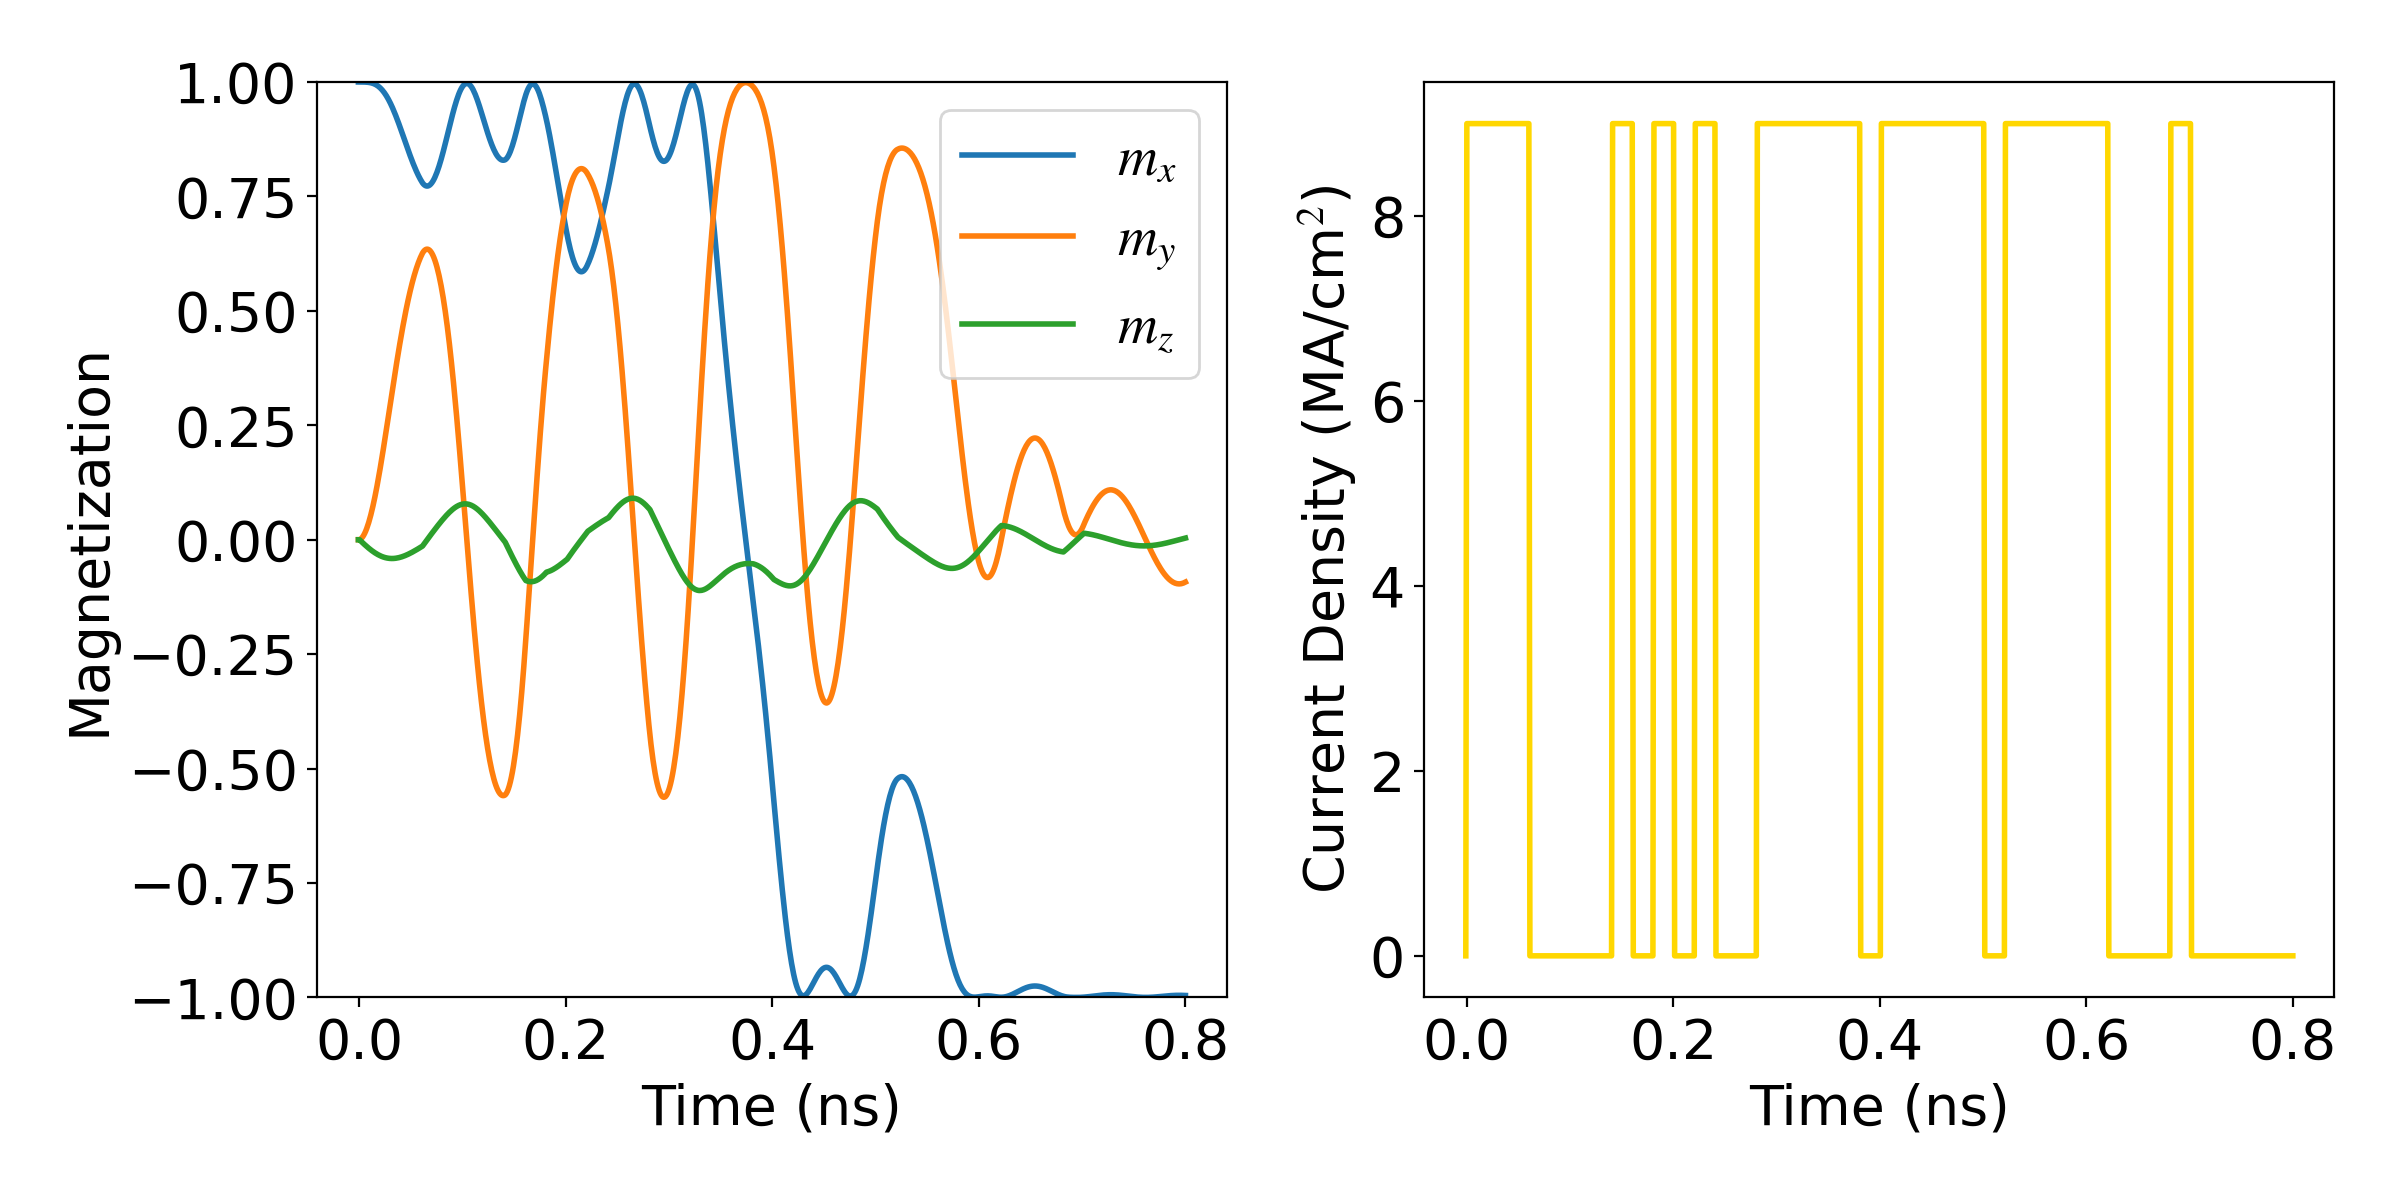 1.00
0.75
0.50
0.25
0.00
−0.25
−0.50
−0.75
−1.00
Magnetization
0.0 0.2 0.4 0.6 0.8
Time (ns)
m_x
m_y
m_z
8
6
4
2
0
Current Density (MA/cm²)
0.0 0.2 0.4 0.6 0.8
Time (ns)